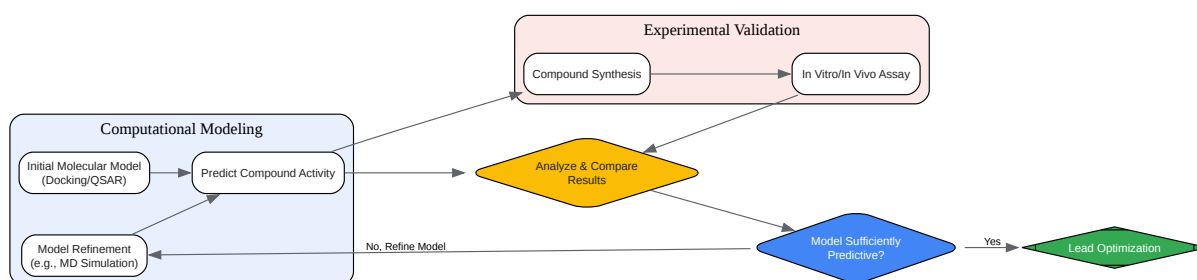 Experimental Validation
Compound Synthesis
In Vitro/In Vivo Assay
Computational Modeling
Initial Molecular Model
(Docking/QSAR)
Predict Compound Activity
Analyze & Compare
Results
Model Refinement
(e.g., MD Simulation)
No, Refine Model
Model Sufficiently
Predictive?
Yes
Lead Optimization